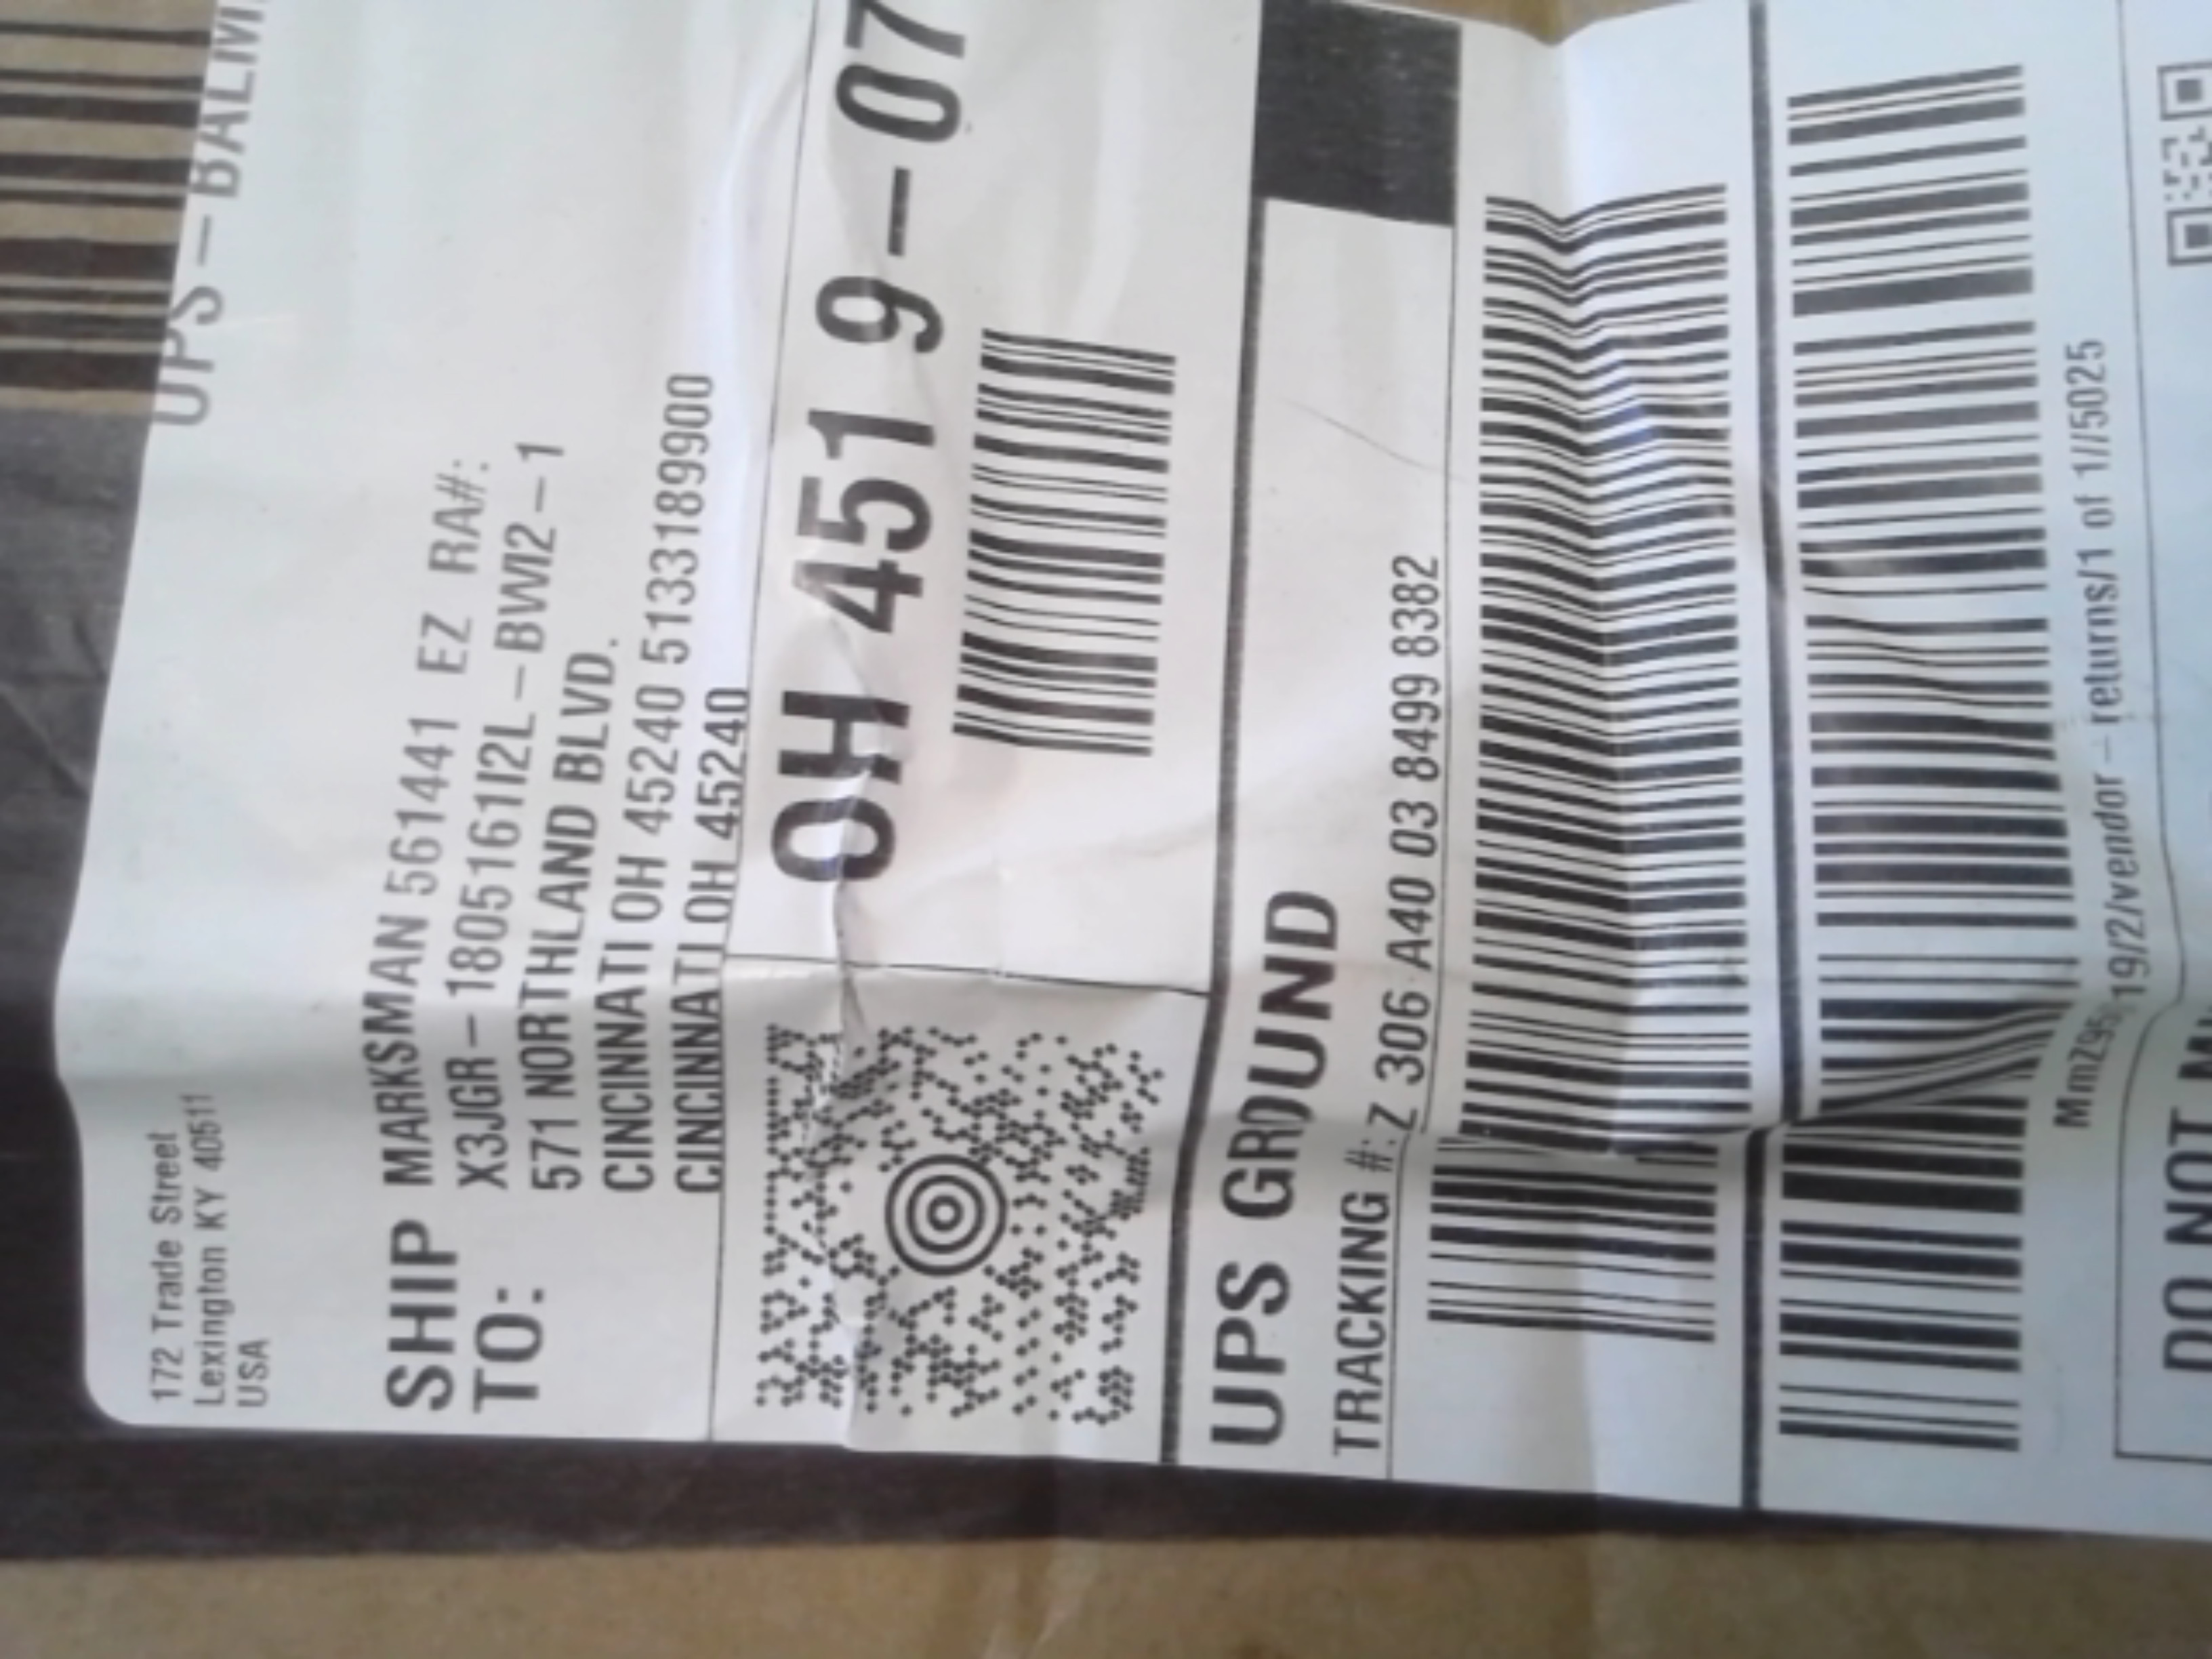 UPS-BALMI
172 Trade Street
Lexington KY 40511
USA
SHIP TO:
MARKSMAN 561441 EZ RA#:
X3JGR-1805161I2L-BWI2-1
571 NORTHLAND BLVD.
CINCINNATI OH 45240 5133189900
CINCINNATI OH 45240
OH 451 9-07
UPS GROUND
TRACKING #: Z 306 A40 03 8499 8382
19/2/vendor-returns/1 of 1//5025
DO NOT